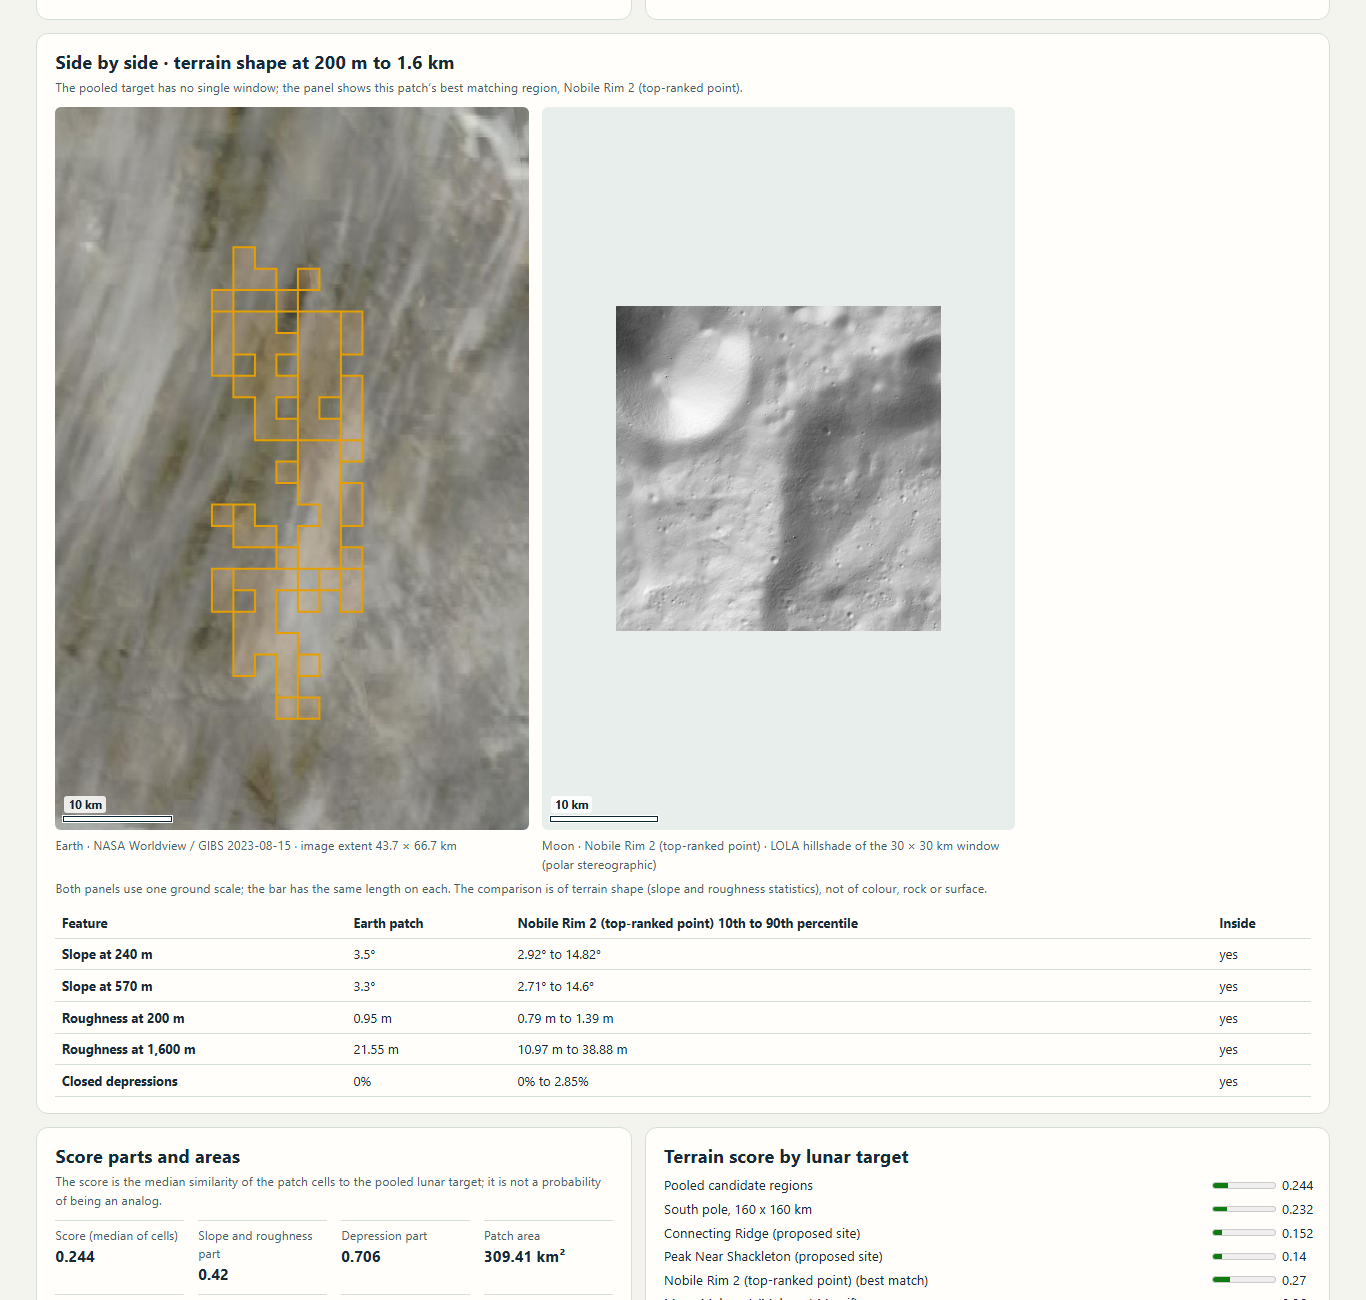 Side by side · terrain shape at 200 m to 1.6 km
The pooled target has no single window; the panel shows this patch's best matching region, Nobile Rim 2 (top-ranked point).
10 km
10 km
Earth · NASA Worldview / GIBS 2023-08-15 · image extent 43.7 × 66.7 km
Moon · Nobile Rim 2 (top-ranked point) · LOLA hillshade of the 30 × 30 km window
(polar stereographic)
Both panels use one ground scale; the bar has the same length on each. The comparison is of terrain shape (slope and roughness statistics), not of colour, rock or surface.
Feature Earth patch Nobile Rim 2 (top-ranked point) 10th to 90th percentile Inside
Slope at 240 m 3.5° 2.92° to 14.82° yes
Slope at 570 m 3.3° 2.71° to 14.6° yes
Roughness at 200 m 0.95 m 0.79 m to 1.39 m yes
Roughness at 1,600 m 21.55 m 10.97 m to 38.88 m yes
Closed depressions 0% 0% to 2.85% yes
Score parts and areas
The score is the median similarity of the patch cells to the pooled lunar target; it is not a probability
of being an analog.
Score (median of cells)
0.244
Slope and roughness
part
0.42
Depression part
0.706
Patch area
309.41 km²
Terrain score by lunar target
Pooled candidate regions 0.244
South pole, 160 x 160 km 0.232
Connecting Ridge (proposed site) 0.152
Peak Near Shackleton (proposed site) 0.14
Nobile Rim 2 (top-ranked point) (best match) 0.27